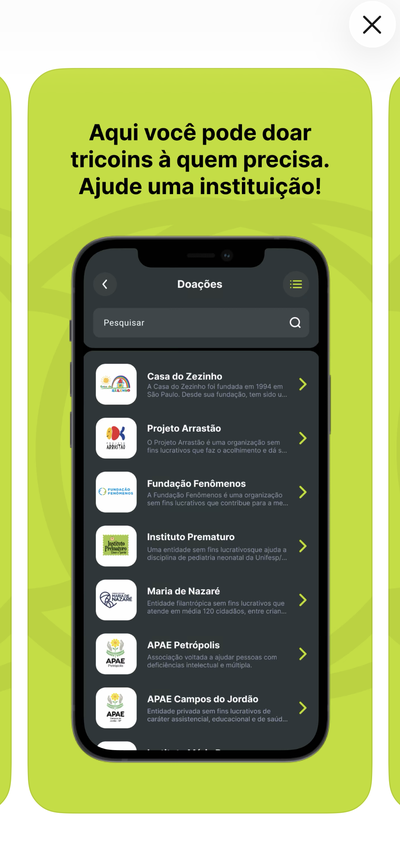 Aqui você pode doar
tricoins à quem precisa.
Ajude uma instituição!
Doações
Pesquisar
Casa do Zezinho
A Casa do Zezinho foi fundada em 1994 em
São Paulo. Desde sua fundação, tem sido u...
Projeto Arrastão
O Projeto Arrastão é uma organização sem
fins lucrativos que faz o acolhimento e dá s...
FUNDAÇÃO
FENÔMENOS
Fundação Fenômenos
A Fundação Fenômenos é uma organização
sem fins lucrativos que contribue para a me...
Instituto
Prematuro
Instituto Prematuro
Uma entidade sem fins lucrativosque ajuda a
disciplina de pediatria neonatal da Unifesp/...
MARIA DE
NAZARÉ
Maria de Nazaré
Entidade filantrópica sem fins lucrativos que
atende em média 120 cidadãos, entre crian...
APAE
APAE Petrópolis
Associação voltada a ajudar pessoas com
deficiências intelectual e múltipla.
APAE
APAE Campos do Jordão
Entidade privada sem fins lucrativos de
caráter assistencial, educacional e de saúd...